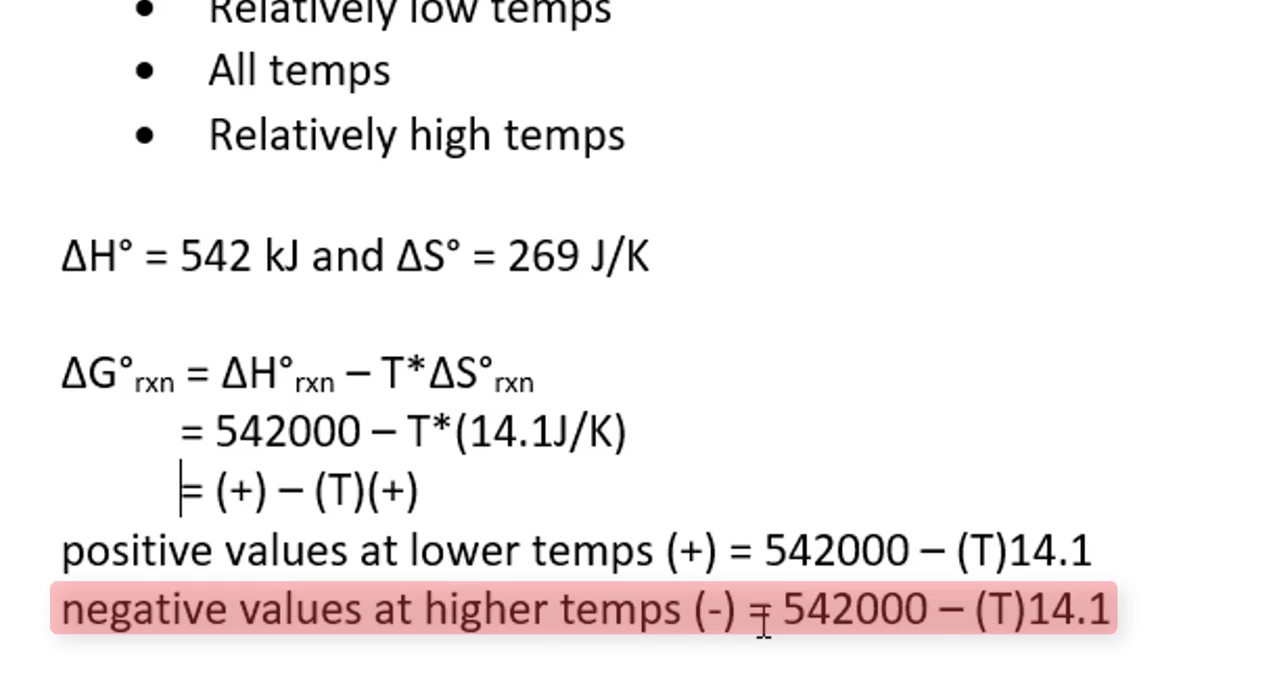 • Relatively low temps
• All temps
• Relatively high temps
ΔH° = 542 kJ and ΔS° = 269 J/K
ΔG°rxn = ΔH°rxn – T*ΔS°rxn
= 542000 – T*(14.1J/K)
= (+) – (T)(+)
positive values at lower temps (+) = 542000 – (T)14.1
negative values at higher temps (-) = 542000 – (T)14.1